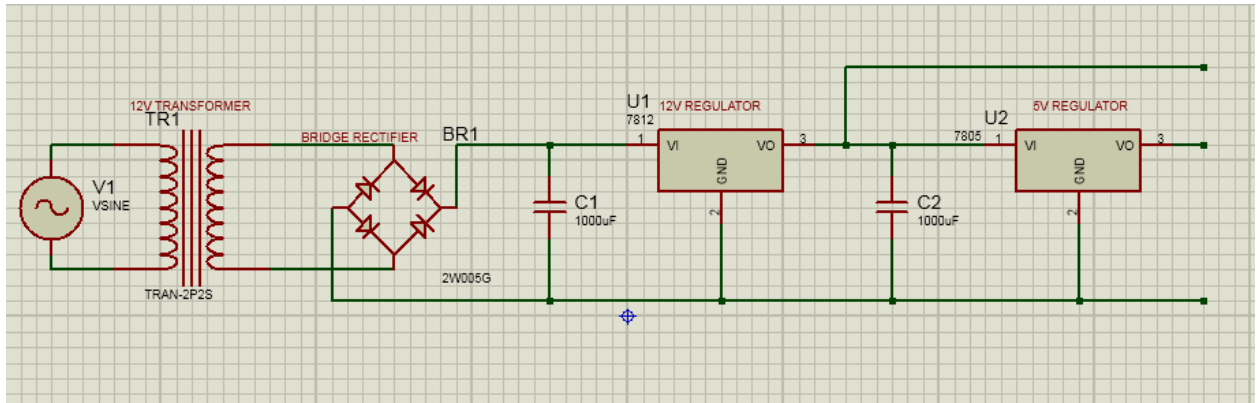 12V TRANSFORMER
TR1
V1
VSINE
TRAN-2P2S
BRIDGE RECTIFIER
BR1
2W005G
C1
1000uF
U1
12V REGULATOR
7812
1
VI
VO
3
GND
2
C2
1000uF
5V REGULATOR
U2
7805
1
VI
VO
3
GND
2